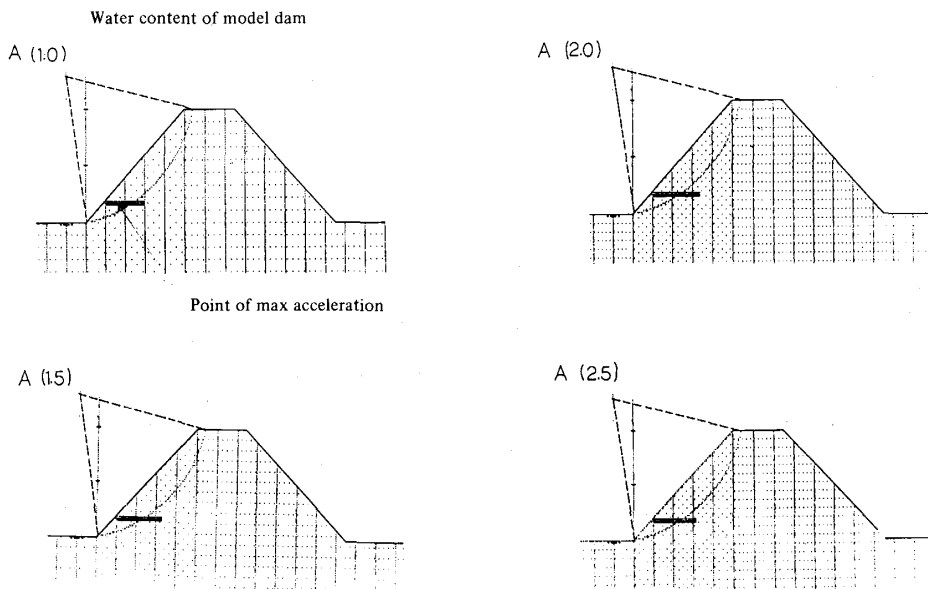 Water content of model dam
A (1.0)
A (2.0)
Point of max acceleration
A (1.5)
A (2.5)